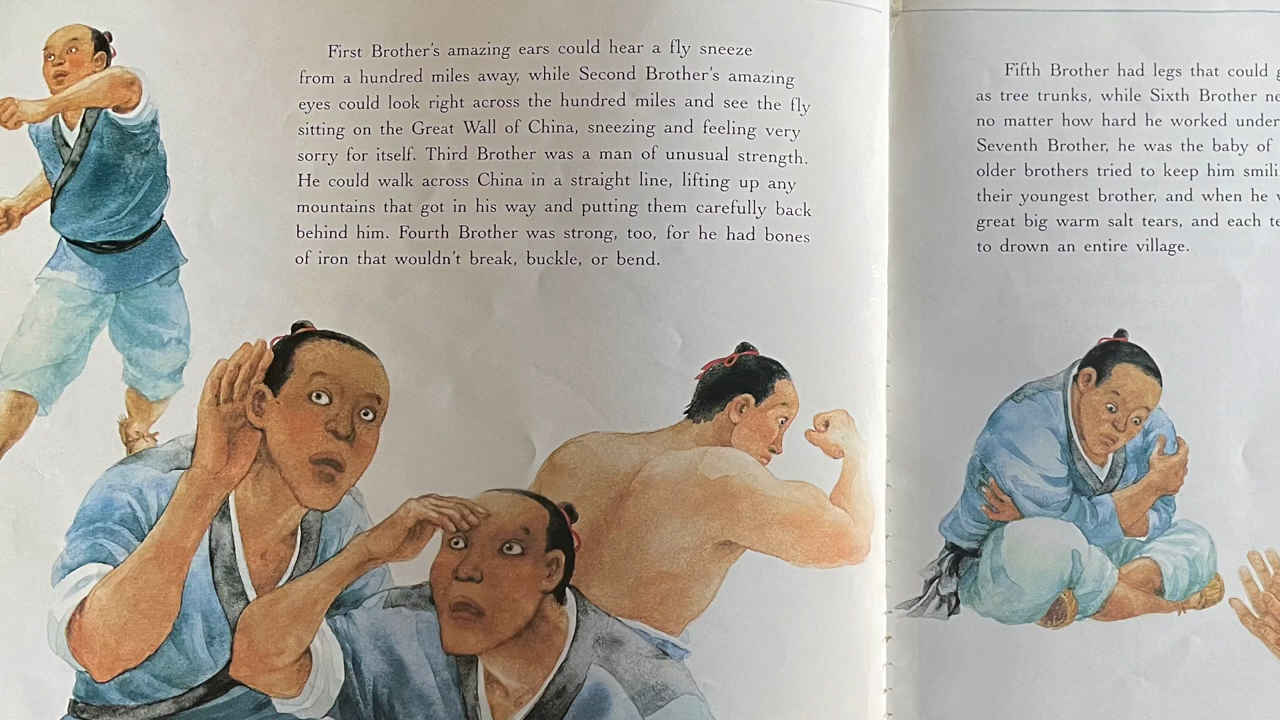 First Brother's amazing ears could hear a fly sneeze
from a hundred miles away, while Second Brother's amazing
eyes could look right across the hundred miles and see the fly
sitting on the Great Wall of China, sneezing and feeling very
sorry for itself. Third Brother was a man of unusual strength.
He could walk across China in a straight line, lifting up any
mountains that got in his way and putting them carefully back
behind him. Fourth Brother was strong, too, for he had bones
of iron that wouldn't break, buckle, or bend.
Fifth Brother had legs that could
as tree trunks, while Sixth Brother
no matter how hard he worked under
Seventh Brother, he was the baby of
older brothers tried to keep him
their youngest brother, and when he
great big warm salt tears, and each
to drown an entire village.